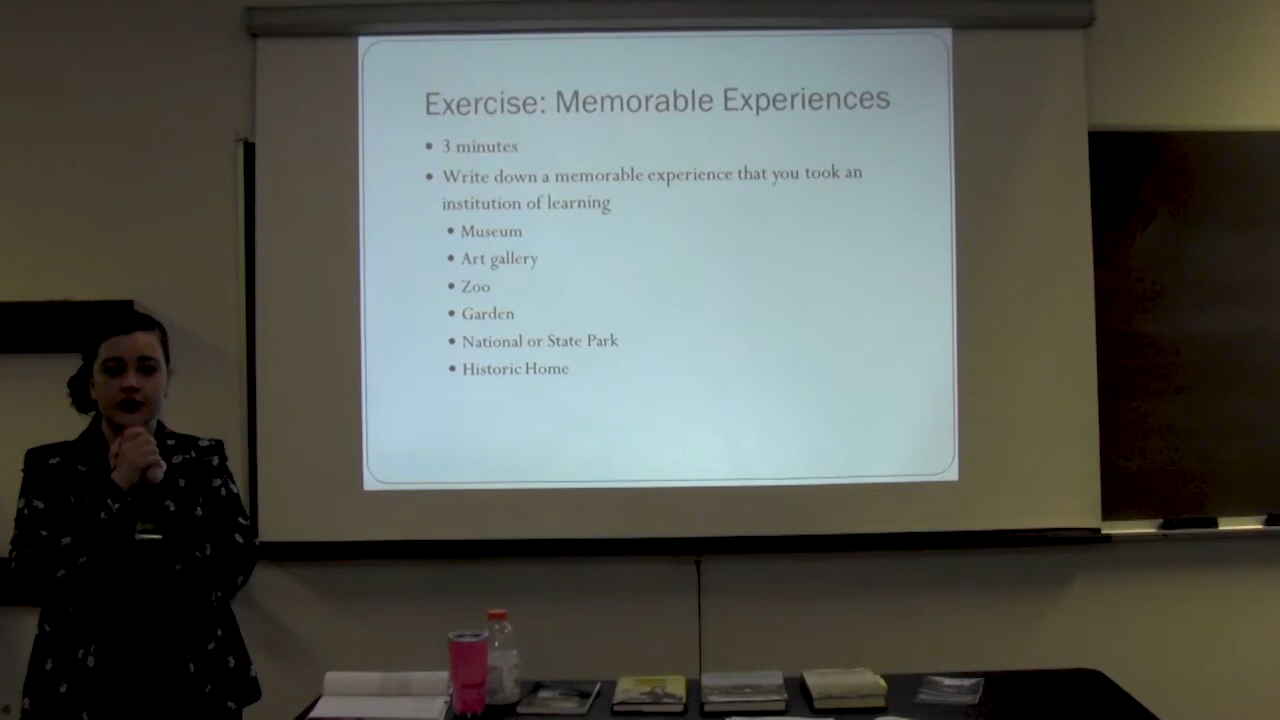 Exercise: Memorable Experiences
• 3 minutes
• Write down a memorable experience that you took an
institution of learning
• Museum
• Art gallery
• Zoo
• Garden
• National or State Park
• Historic Home